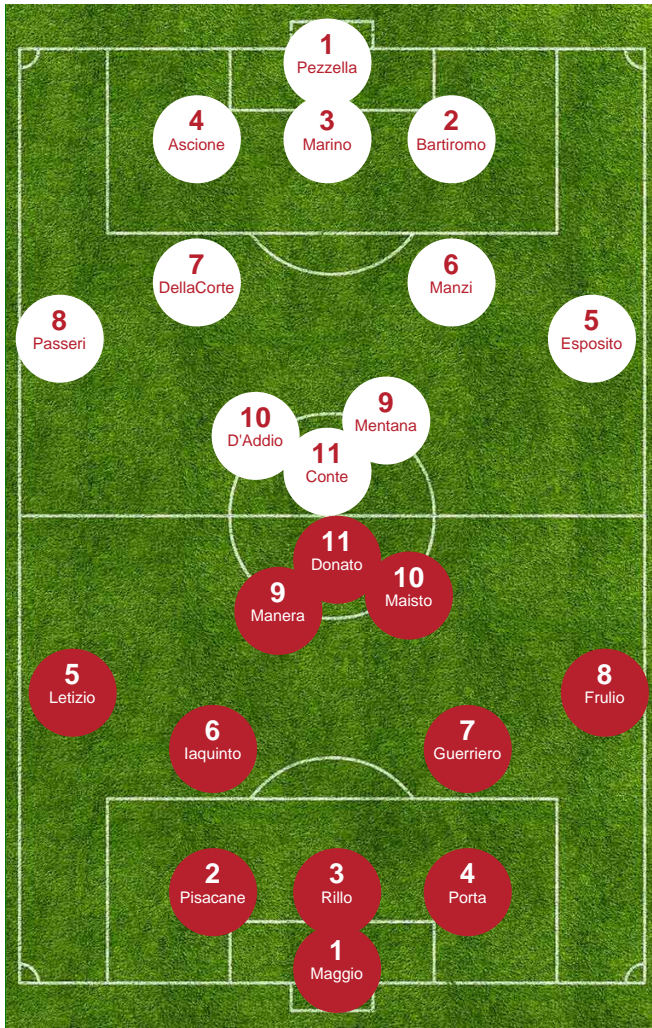 1
Pezzella
4
Ascione
3
Marino
2
Bartiromo
7
DellaCorte
6
Manzi
8
Passeri
5
Esposito
10
D'Addio
9
Mentana
11
Conte
11
Donato
9
Manera
10
Maisto
5
Letizio
8
Frulio
6
Iaquinto
7
Guerriero
2
Pisacane
3
Rillo
4
Porta
1
Maggio